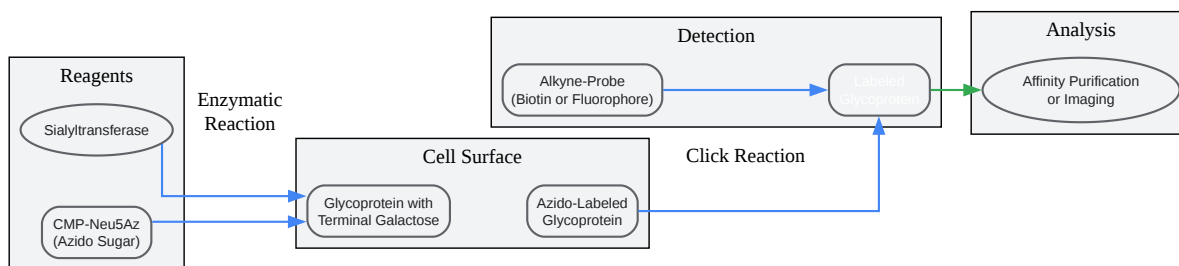 Reagents
Sialyltransferase
CMP-Neu5Az
(Azido Sugar)
Enzymatic
Reaction
Cell Surface
Glycoprotein with
Terminal Galactose
Azido-Labeled
Glycoprotein
Click Reaction
Detection
Alkyne-Probe
(Biotin or Fluorophore)
Labeled
Glycoprotein
Analysis
Affinity Purification
or Imaging